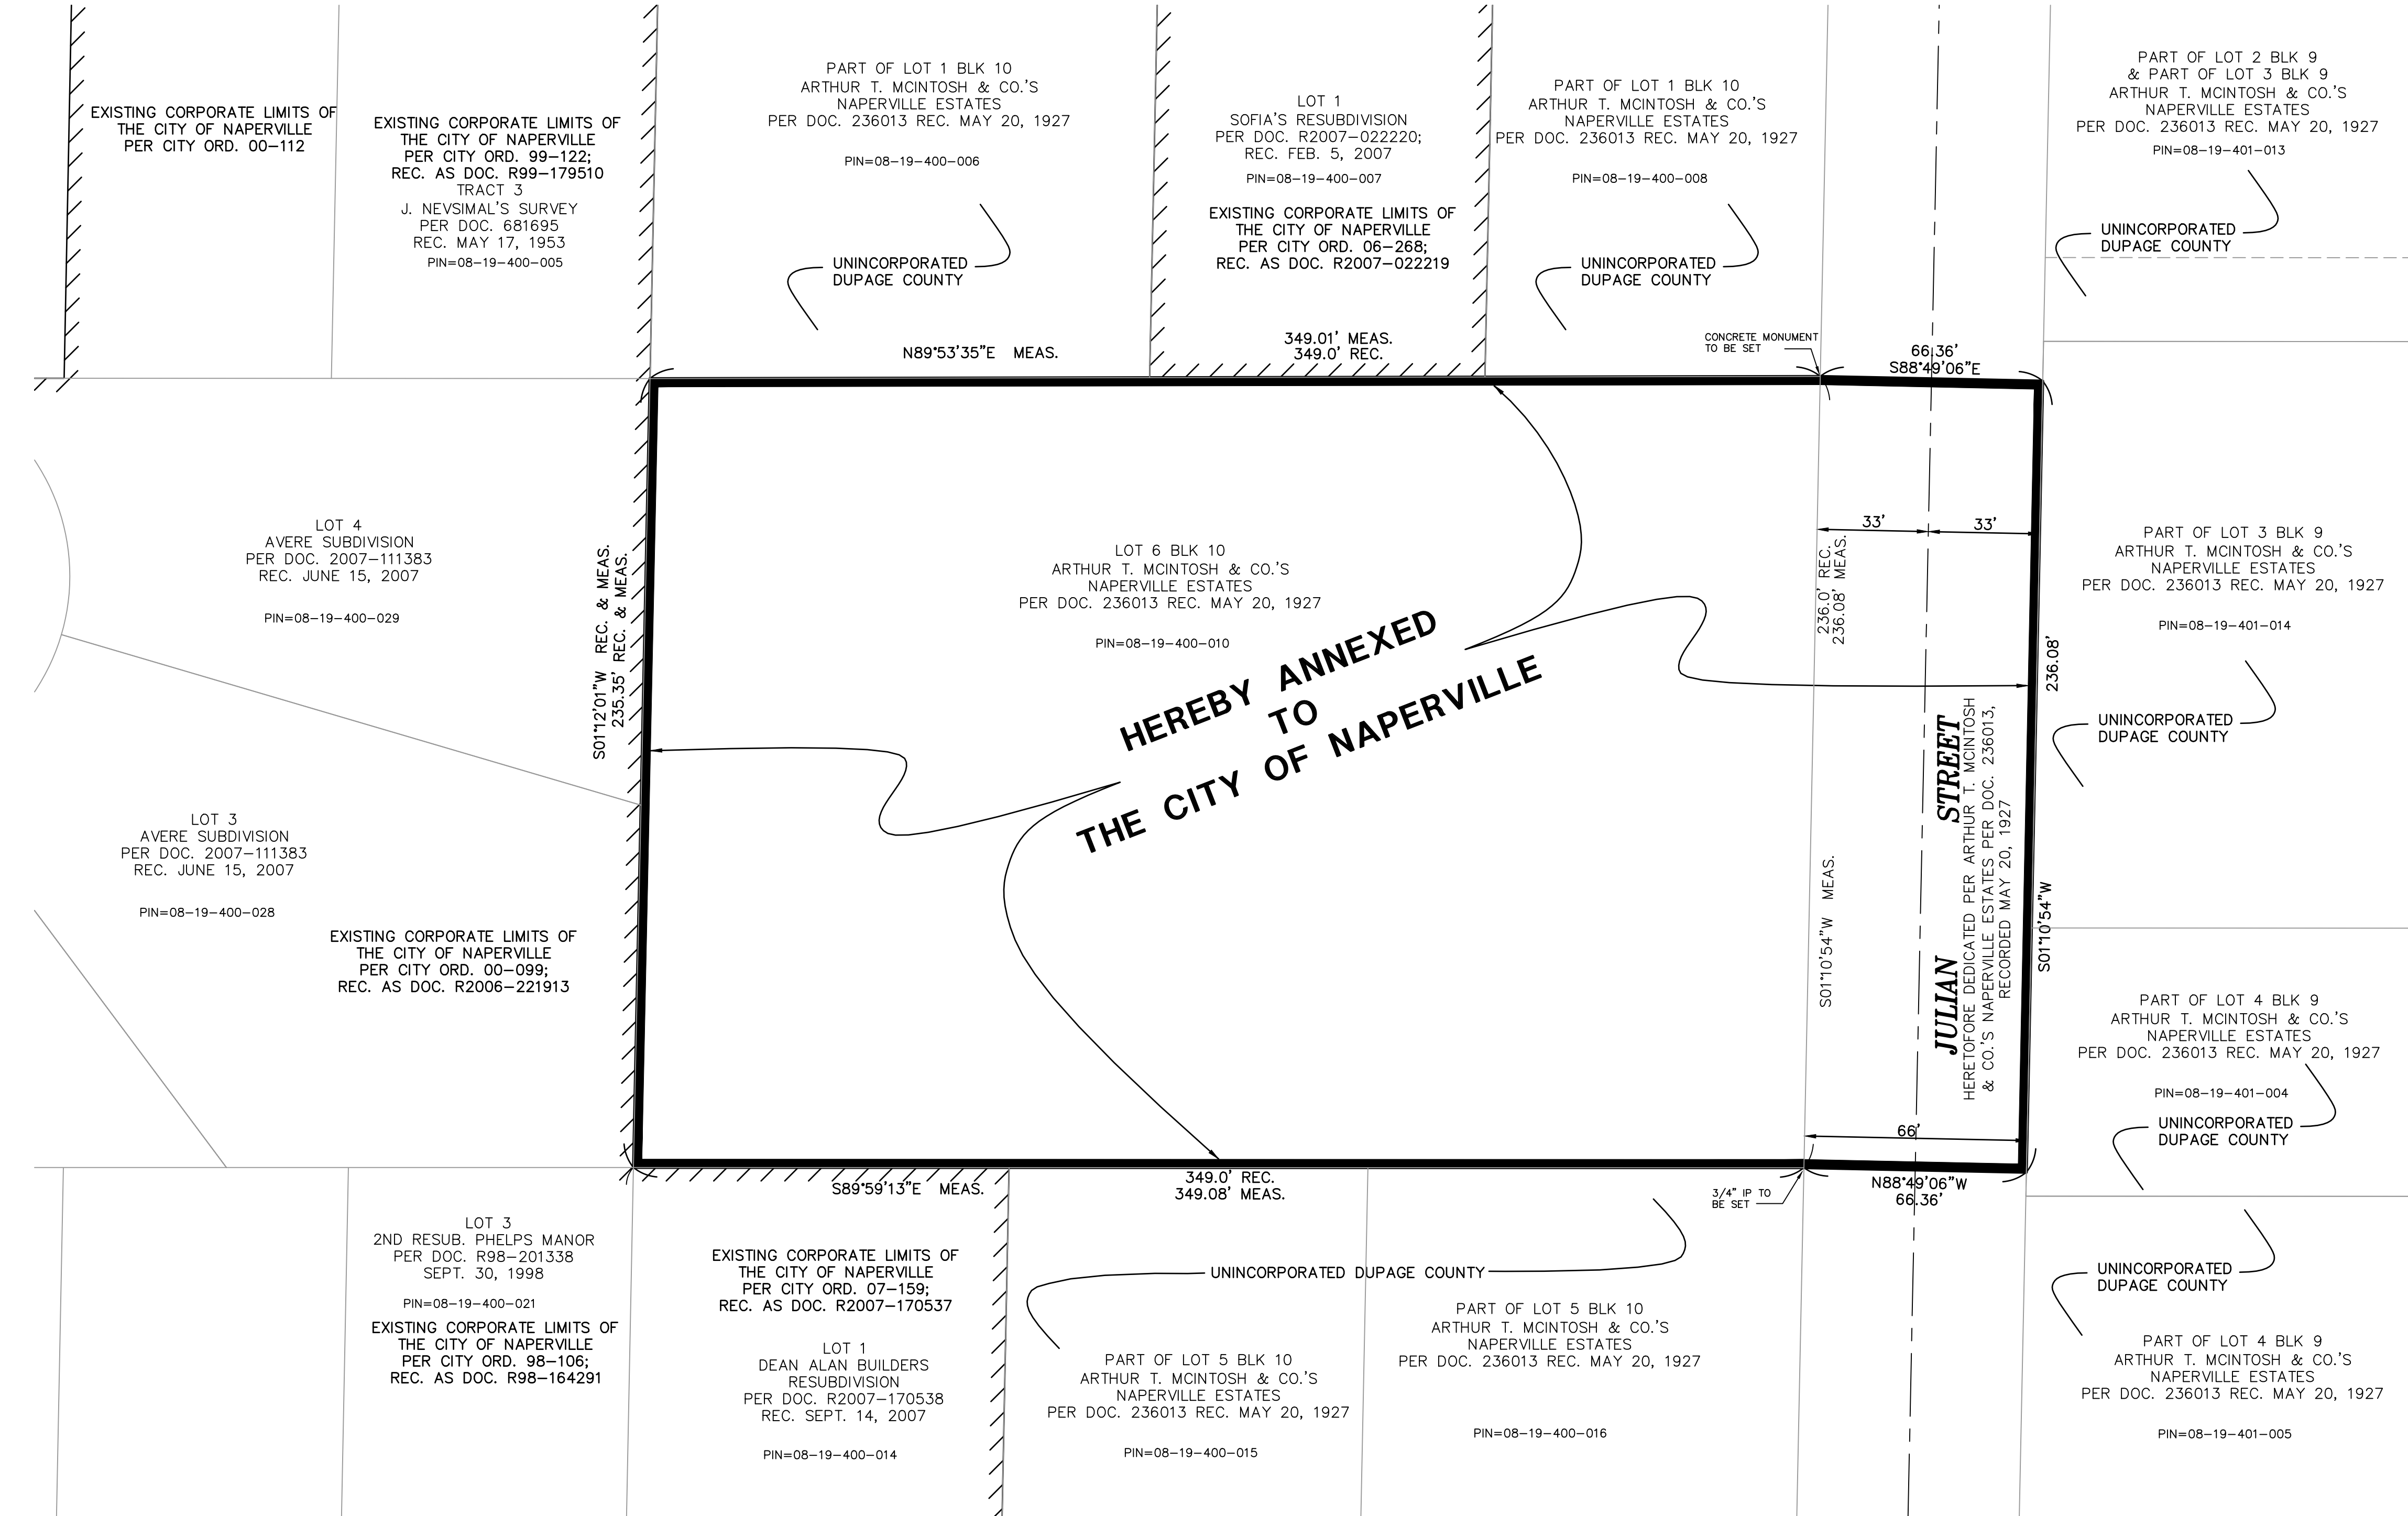 EXISTING CORPORATE LIMITS OF
THE CITY OF NAPERVILLE
PER CITY ORD. 00-112
EXISTING CORPORATE LIMITS OF
THE CITY OF NAPERVILLE
PER CITY ORD. 99-122;
REC. AS DOC. R99-179510
TRACT 3
J. NEVSIMAL'S SURVEY
PER DOC. 681695
REC. MAY 17, 1953
PIN=08-19-400-005
PART OF LOT 1 BLK 10
ARTHUR T. MCINTOSH & CO.'S
NAPERVILLE ESTATES
PER DOC. 236013 REC. MAY 20, 1927
PIN=08-19-400-006
UNINCORPORATED
DUPAGE COUNTY
LOT 1
SOFIA'S RESUBDIVISION
PER DOC. R2007-022220;
REC. FEB. 5, 2007
PIN=08-19-400-007
EXISTING CORPORATE LIMITS OF
THE CITY OF NAPERVILLE
PER CITY ORD. 06-268;
REC. AS DOC. R2007-022219
PART OF LOT 1 BLK 10
ARTHUR T. MCINTOSH & CO.'S
NAPERVILLE ESTATES
PER DOC. 236013 REC. MAY 20, 1927
PIN=08-19-400-008
UNINCORPORATED
DUPAGE COUNTY
PART OF LOT 2 BLK 9
& PART OF LOT 3 BLK 9
ARTHUR T. MCINTOSH & CO.'S
NAPERVILLE ESTATES
PER DOC. 236013 REC. MAY 20, 1927
PIN=08-19-401-013
UNINCORPORATED
DUPAGE COUNTY
N89°53'35"E MEAS.
349.01' MEAS.
349.0' REC.
CONCRETE MONUMENT
TO BE SET
66.36'
S88°49'06"E
LOT 4
AVERE SUBDIVISION
PER DOC. 2007-111383
REC. JUNE 15, 2007
PIN=08-19-400-029
S01°12'01"W REC. & MEAS.
235.35' REC. & MEAS.
LOT 6 BLK 10
ARTHUR T. MCINTOSH & CO.'S
NAPERVILLE ESTATES
PER DOC. 236013 REC. MAY 20, 1927
PIN=08-19-400-010
HEREBY ANNEXED
TO
THE CITY OF NAPERVILLE
33'
33'
236.0' REC.
236.08' MEAS.
S01°10'54"W MEAS.
JULIAN STREET
HERETOFORE DEDICATED PER ARTHUR T. MCINTOSH
& CO.'S NAPERVILLE ESTATES PER DOC. 236013,
RECORDED MAY 20, 1927
236.08'
S01°10'54"W
66'
PART OF LOT 3 BLK 9
ARTHUR T. MCINTOSH & CO.'S
NAPERVILLE ESTATES
PER DOC. 236013 REC. MAY 20, 1927
PIN=08-19-401-014
UNINCORPORATED
DUPAGE COUNTY
LOT 3
AVERE SUBDIVISION
PER DOC. 2007-111383
REC. JUNE 15, 2007
PIN=08-19-400-028
EXISTING CORPORATE LIMITS OF
THE CITY OF NAPERVILLE
PER CITY ORD. 00-099;
REC. AS DOC. R2006-221913
PART OF LOT 4 BLK 9
ARTHUR T. MCINTOSH & CO.'S
NAPERVILLE ESTATES
PER DOC. 236013 REC. MAY 20, 1927
PIN=08-19-401-004
UNINCORPORATED
DUPAGE COUNTY
S89°59'13"E MEAS.
349.0' REC.
349.08' MEAS.
3/4" IP TO
BE SET
N88°49'06"W
66.36'
LOT 3
2ND RESUB. PHELPS MANOR
PER DOC. R98-201338
SEPT. 30, 1998
PIN=08-19-400-021
EXISTING CORPORATE LIMITS OF
THE CITY OF NAPERVILLE
PER CITY ORD. 98-106;
REC. AS DOC. R98-164291
EXISTING CORPORATE LIMITS OF
THE CITY OF NAPERVILLE
PER CITY ORD. 07-159;
REC. AS DOC. R2007-170537
LOT 1
DEAN ALAN BUILDERS
RESUBDIVISION
PER DOC. R2007-170538
REC. SEPT. 14, 2007
PIN=08-19-400-014
UNINCORPORATED DUPAGE COUNTY
PART OF LOT 5 BLK 10
ARTHUR T. MCINTOSH & CO.'S
NAPERVILLE ESTATES
PER DOC. 236013 REC. MAY 20, 1927
PIN=08-19-400-015
PART OF LOT 5 BLK 10
ARTHUR T. MCINTOSH & CO.'S
NAPERVILLE ESTATES
PER DOC. 236013 REC. MAY 20, 1927
PIN=08-19-400-016
UNINCORPORATED
DUPAGE COUNTY
PART OF LOT 4 BLK 9
ARTHUR T. MCINTOSH & CO.'S
NAPERVILLE ESTATES
PER DOC. 236013 REC. MAY 20, 1927
PIN=08-19-401-005